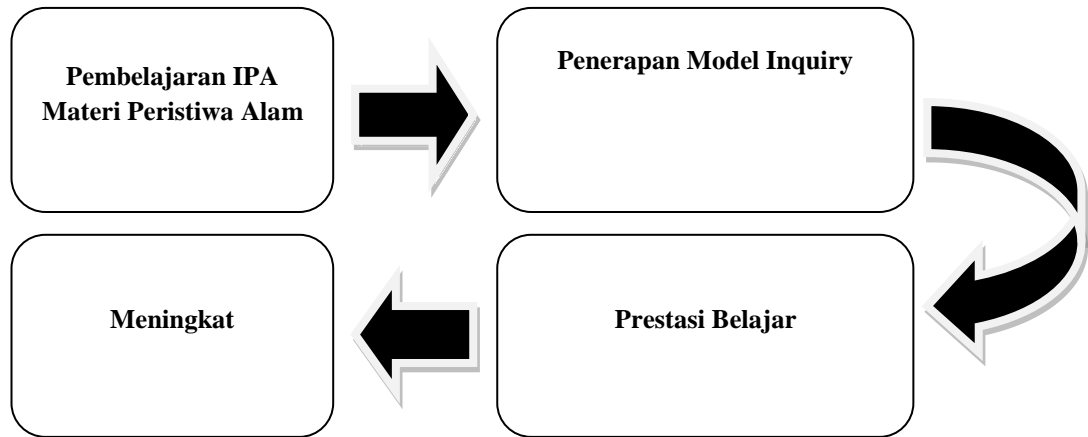 Pembelajaran IPA
Materi Peristiwa Alam
Penerapan Model Inquiry
Prestasi Belajar
Meningkat